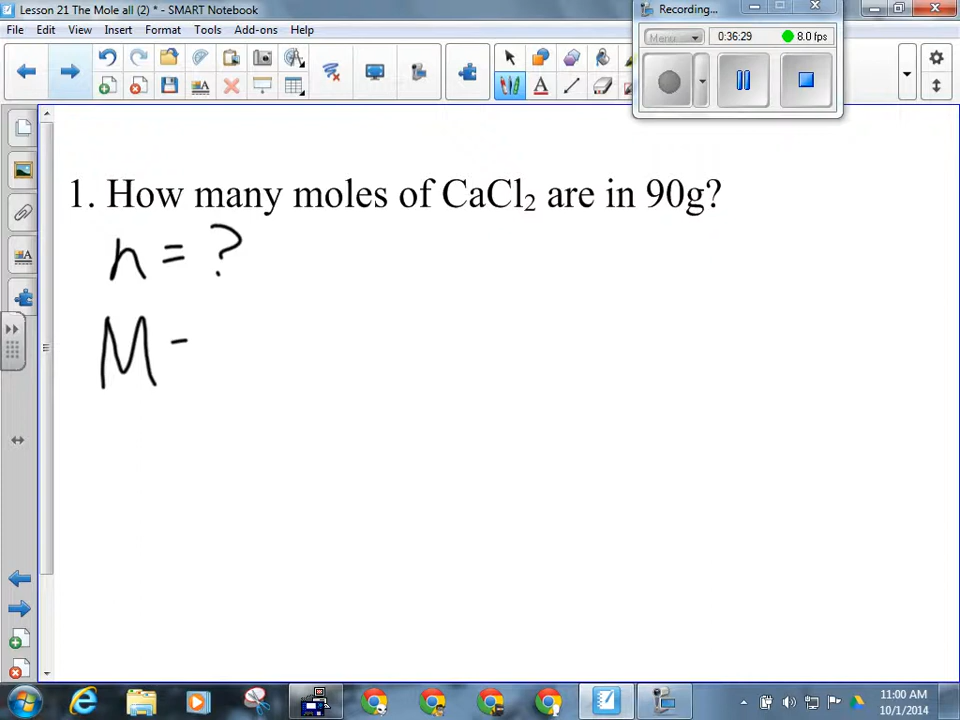 Lesson 21 The Mole all (2) * - SMART Notebook
Recording...
File Edit View Insert Format Tools Add-ons Help
Menu 0:36:29 8.0 fps
1. How many moles of CaCl₂ are in 90g?
n = ?
M -
11:00 AM
10/1/2014